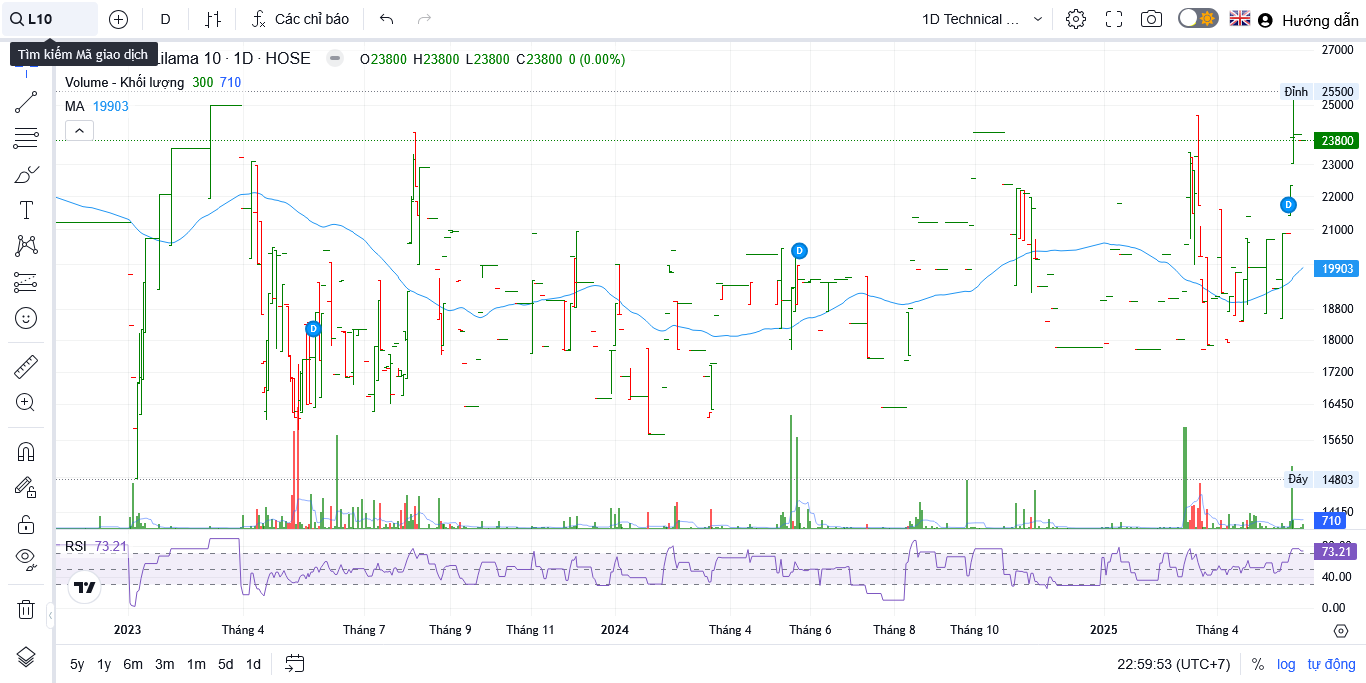 L10
D
Các chỉ báo
1D Technical ...
Hướng dẫn
Tìm kiếm Mã giao dịch
Lilama 10 · 1D · HOSE
O23800 H23800 L23800 C23800 0 (0.00%)
Volume - Khối lượng 300 710
MA 19903
27000
Đỉnh 25500
25000
23800
23000
22000
D
21000
D
19903
18800
D
18000
17200
16450
15650
Đáy 14803
14150
710
RSI 73.21
73.21
40.00
0.00
2023 Tháng 4 Tháng 7 Tháng 9 Tháng 11 2024 Tháng 4 Tháng 6 Tháng 8 Tháng 10 2025 Tháng 4
5y 1y 6m 3m 1m 5d 1d
22:59:53 (UTC+7) % log tự động